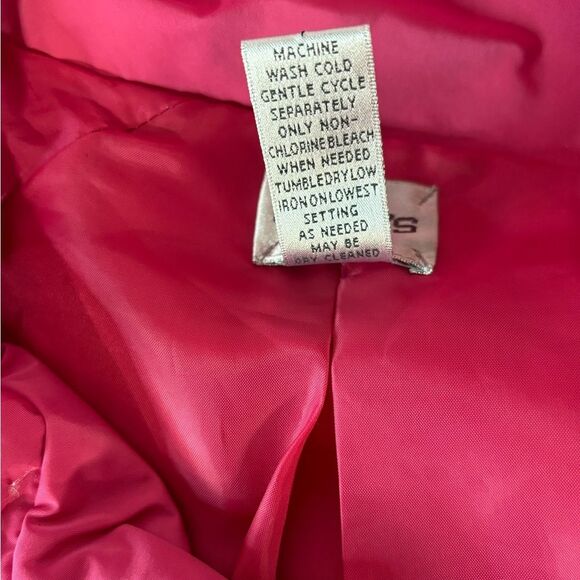 MACHINE
WASH COLD
GENTLE CYCLE
SEPARATELY
ONLY NON-
CHLORINEBLEACH
WHEN NEEDED
TUMBLEDRYLOW
IRONONLOWEST
SETTING
AS NEEDED
MAY BE
DRY CLEANED